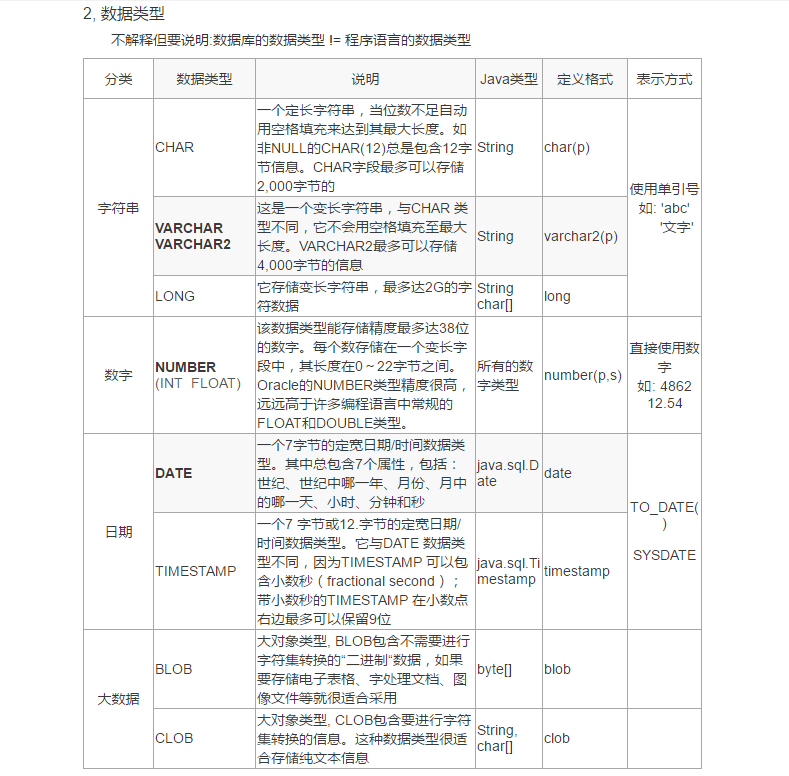 2, 数据类型
不解释但要说明:数据库的数据类型 != 程序语言的数据类型
分类 数据类型 说明 Java类型 定义格式 表示方式
字符串
CHAR
一个定长字符串，当位数不足自动
用空格填充来达到其最大长度。如
非NULL的CHAR(12)总是包含12字
节信息。CHAR字段最多可以存储
2,000字节的
String
char(p)
使用单引号
如: 'abc'
'文字'
VARCHAR
VARCHAR2
这是一个变长字符串，与CHAR 类
型不同，它不会用空格填充至最大
长度。VARCHAR2最多可以存储
4,000字节的信息
String
varchar2(p)
LONG
它存储变长字符串，最多达2G的字
符数据
String
char[]
long
数字
NUMBER
(INT FLOAT)
该数据类型能存储精度最多达38位
的数字。每个数存储在一个变长字
段中，其长度在0～22字节之间。
Oracle的NUMBER类型精度很高，
远远高于许多编程语言中常规的
FLOAT和DOUBLE类型。
所有的数
字类型
number(p,s)
直接使用数
字
如: 4862
12.54
日期
DATE
一个7字节的定宽日期/时间数据类
型。其中总包含7个属性，包括：
世纪、世纪中哪一年、月份、月中
的哪一天、小时、分钟和秒
java.sql.D
ate
date
TO_DATE(
)
SYSDATE
TIMESTAMP
一个7 字节或12.字节的定宽日期/
时间数据类型。它与DATE 数据类
型不同，因为TIMESTAMP 可以包
含小数秒（fractional second）；
带小数秒的TIMESTAMP 在小数点
右边最多可以保留9位
java.sql.Ti
mestamp
timestamp
大数据
BLOB
大对象类型, BLOB包含不需要进行
字符集转换的“二进制“数据，如果
要存储电子表格、字处理文档、图
像文件等就很适合采用
byte[]
blob
CLOB
大对象类型, CLOB包含要进行字符
集转换的信息。这种数据类型很适
合存储纯文本信息
String,
char[]
clob